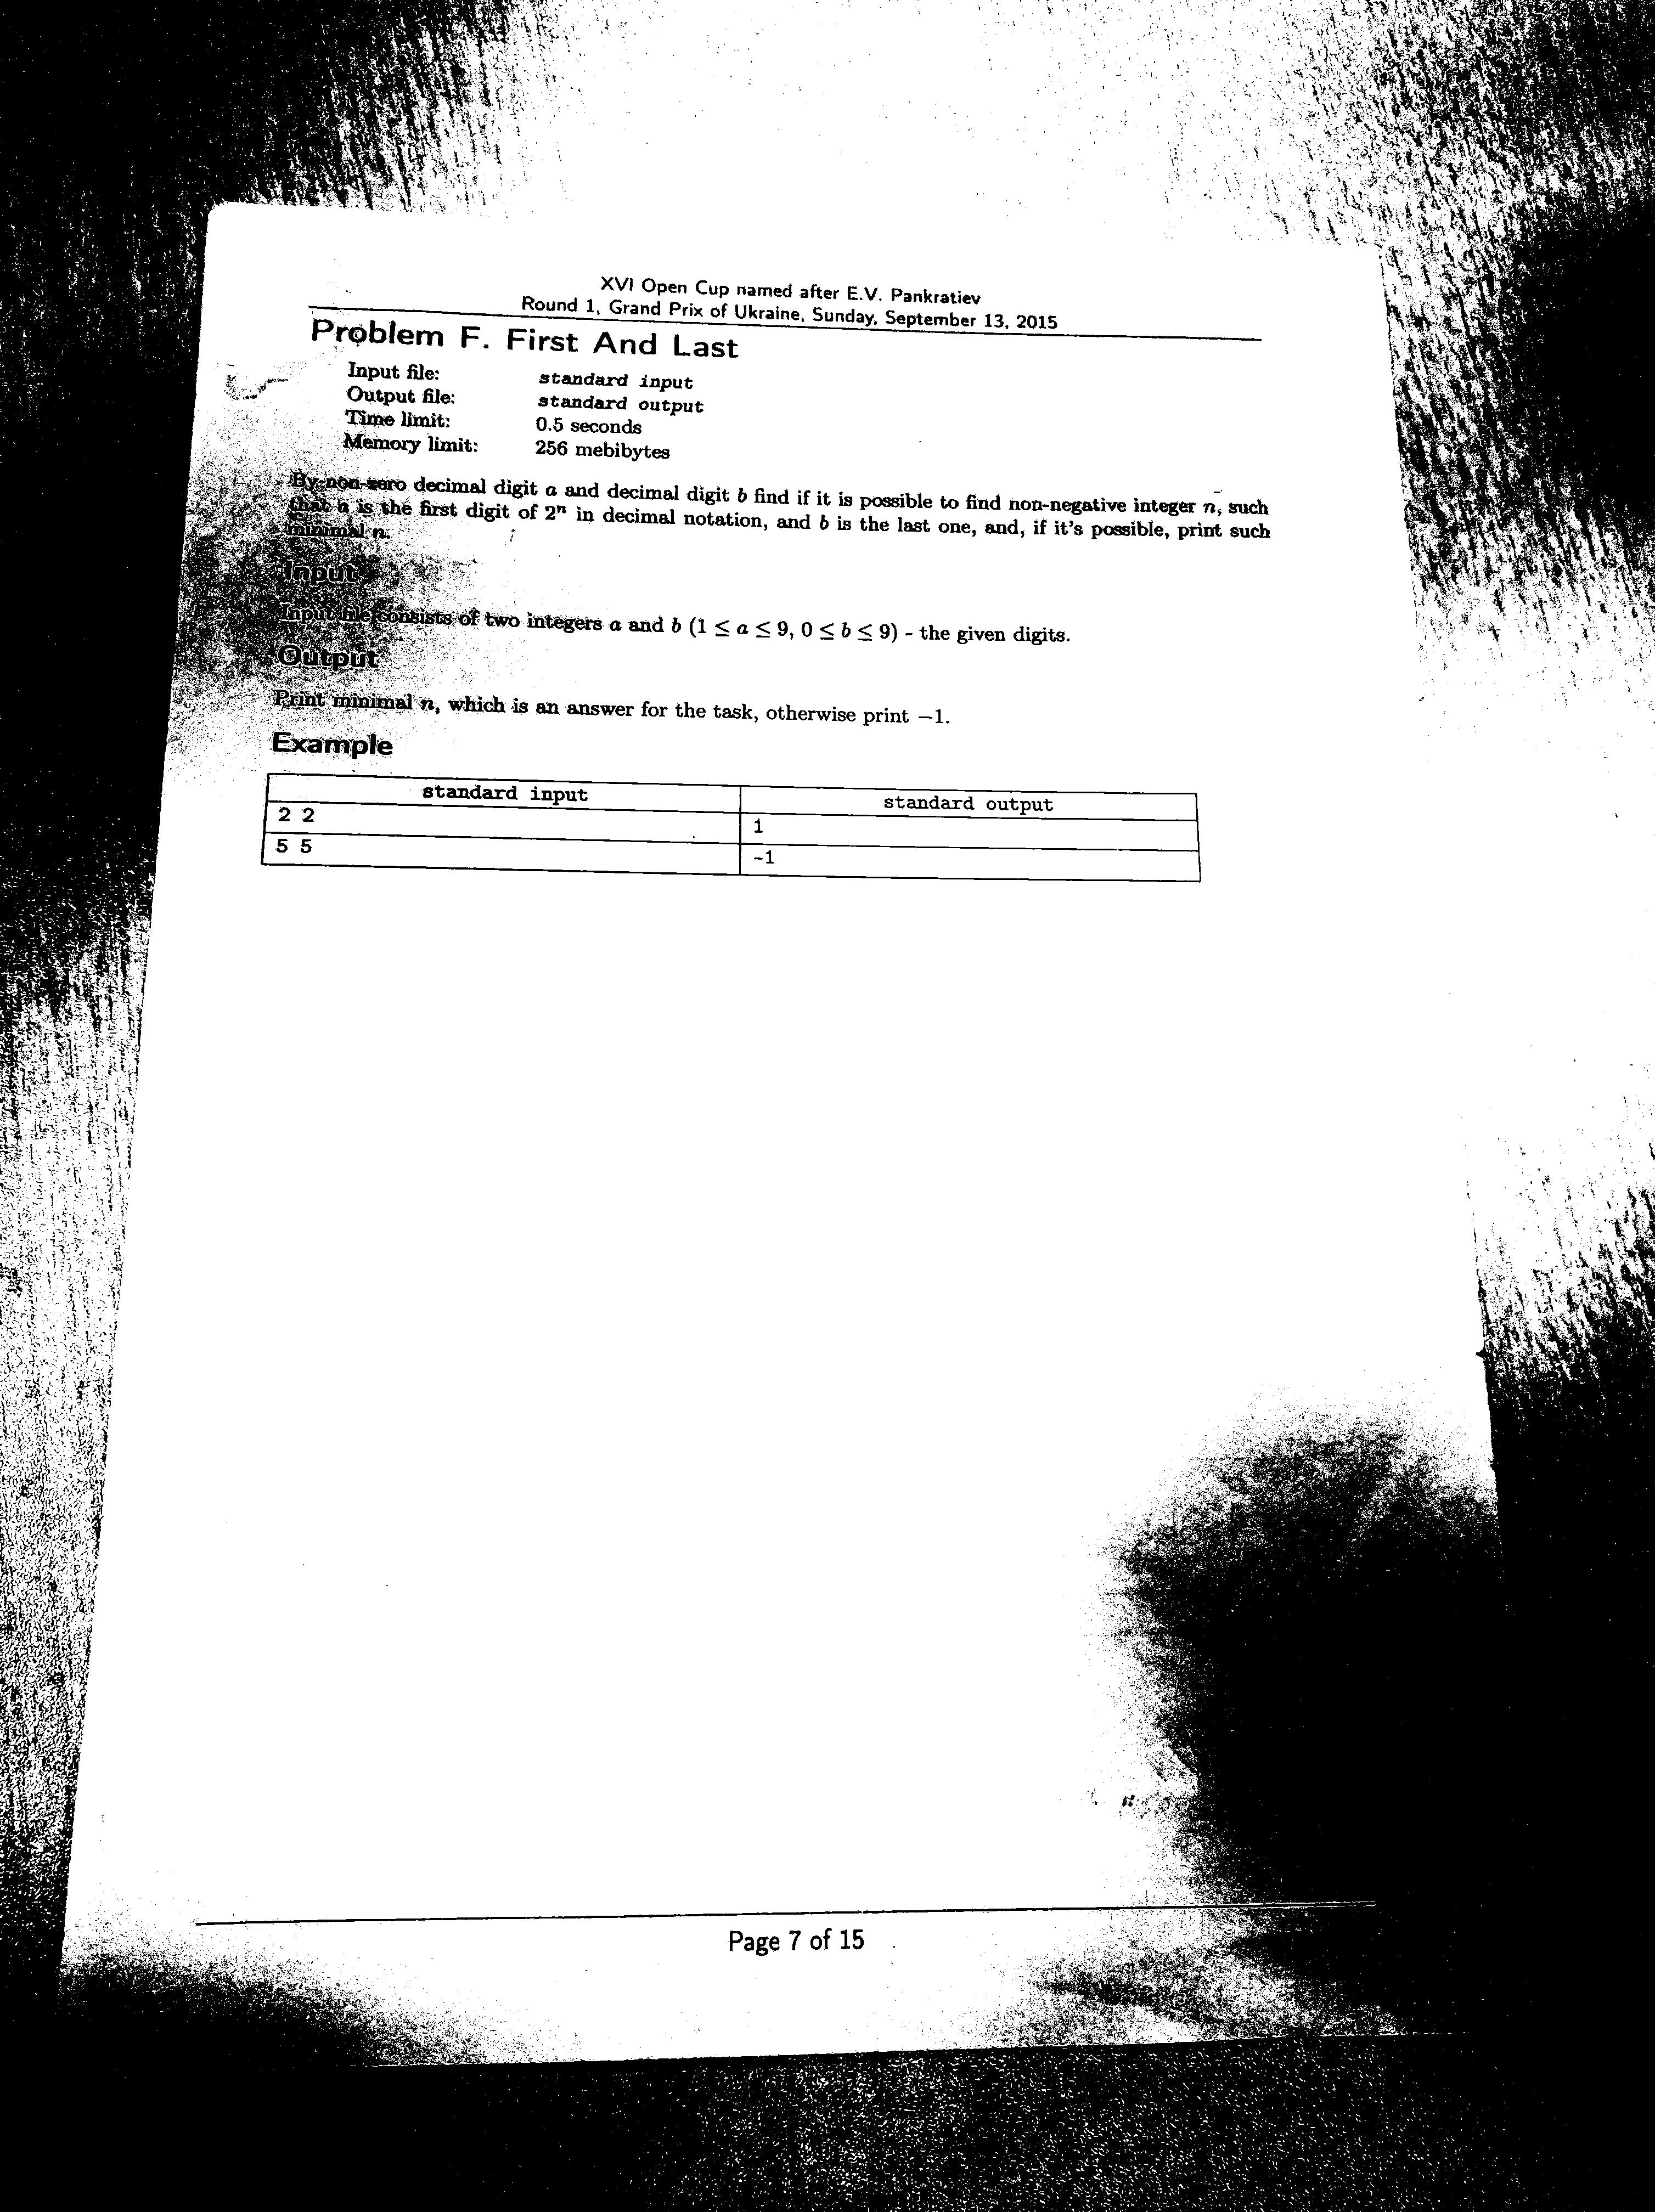 XVI Open Cup named after E.V. Pankratiev
Round 1, Grand Prix of Ukraine, Sunday, September 13, 2015
Problem F. First And Last
Input file: standard input
Output file: standard output
Time limit: 0.5 seconds
Memory limit: 256 mebibytes
By non-zero decimal digit a and decimal digit b find if it is possible to find non-negative integer n, such
that a is the first digit of 2ⁿ in decimal notation, and b is the last one, and, if it's possible, print such
minimal n.
Input
Input file consists of two integers a and b (1 ≤ a ≤ 9, 0 ≤ b ≤ 9) - the given digits.
Output
Print minimal n, which is an answer for the task, otherwise print −1.
Example
standard input standard output
2 2 1
5 5 -1
Page 7 of 15